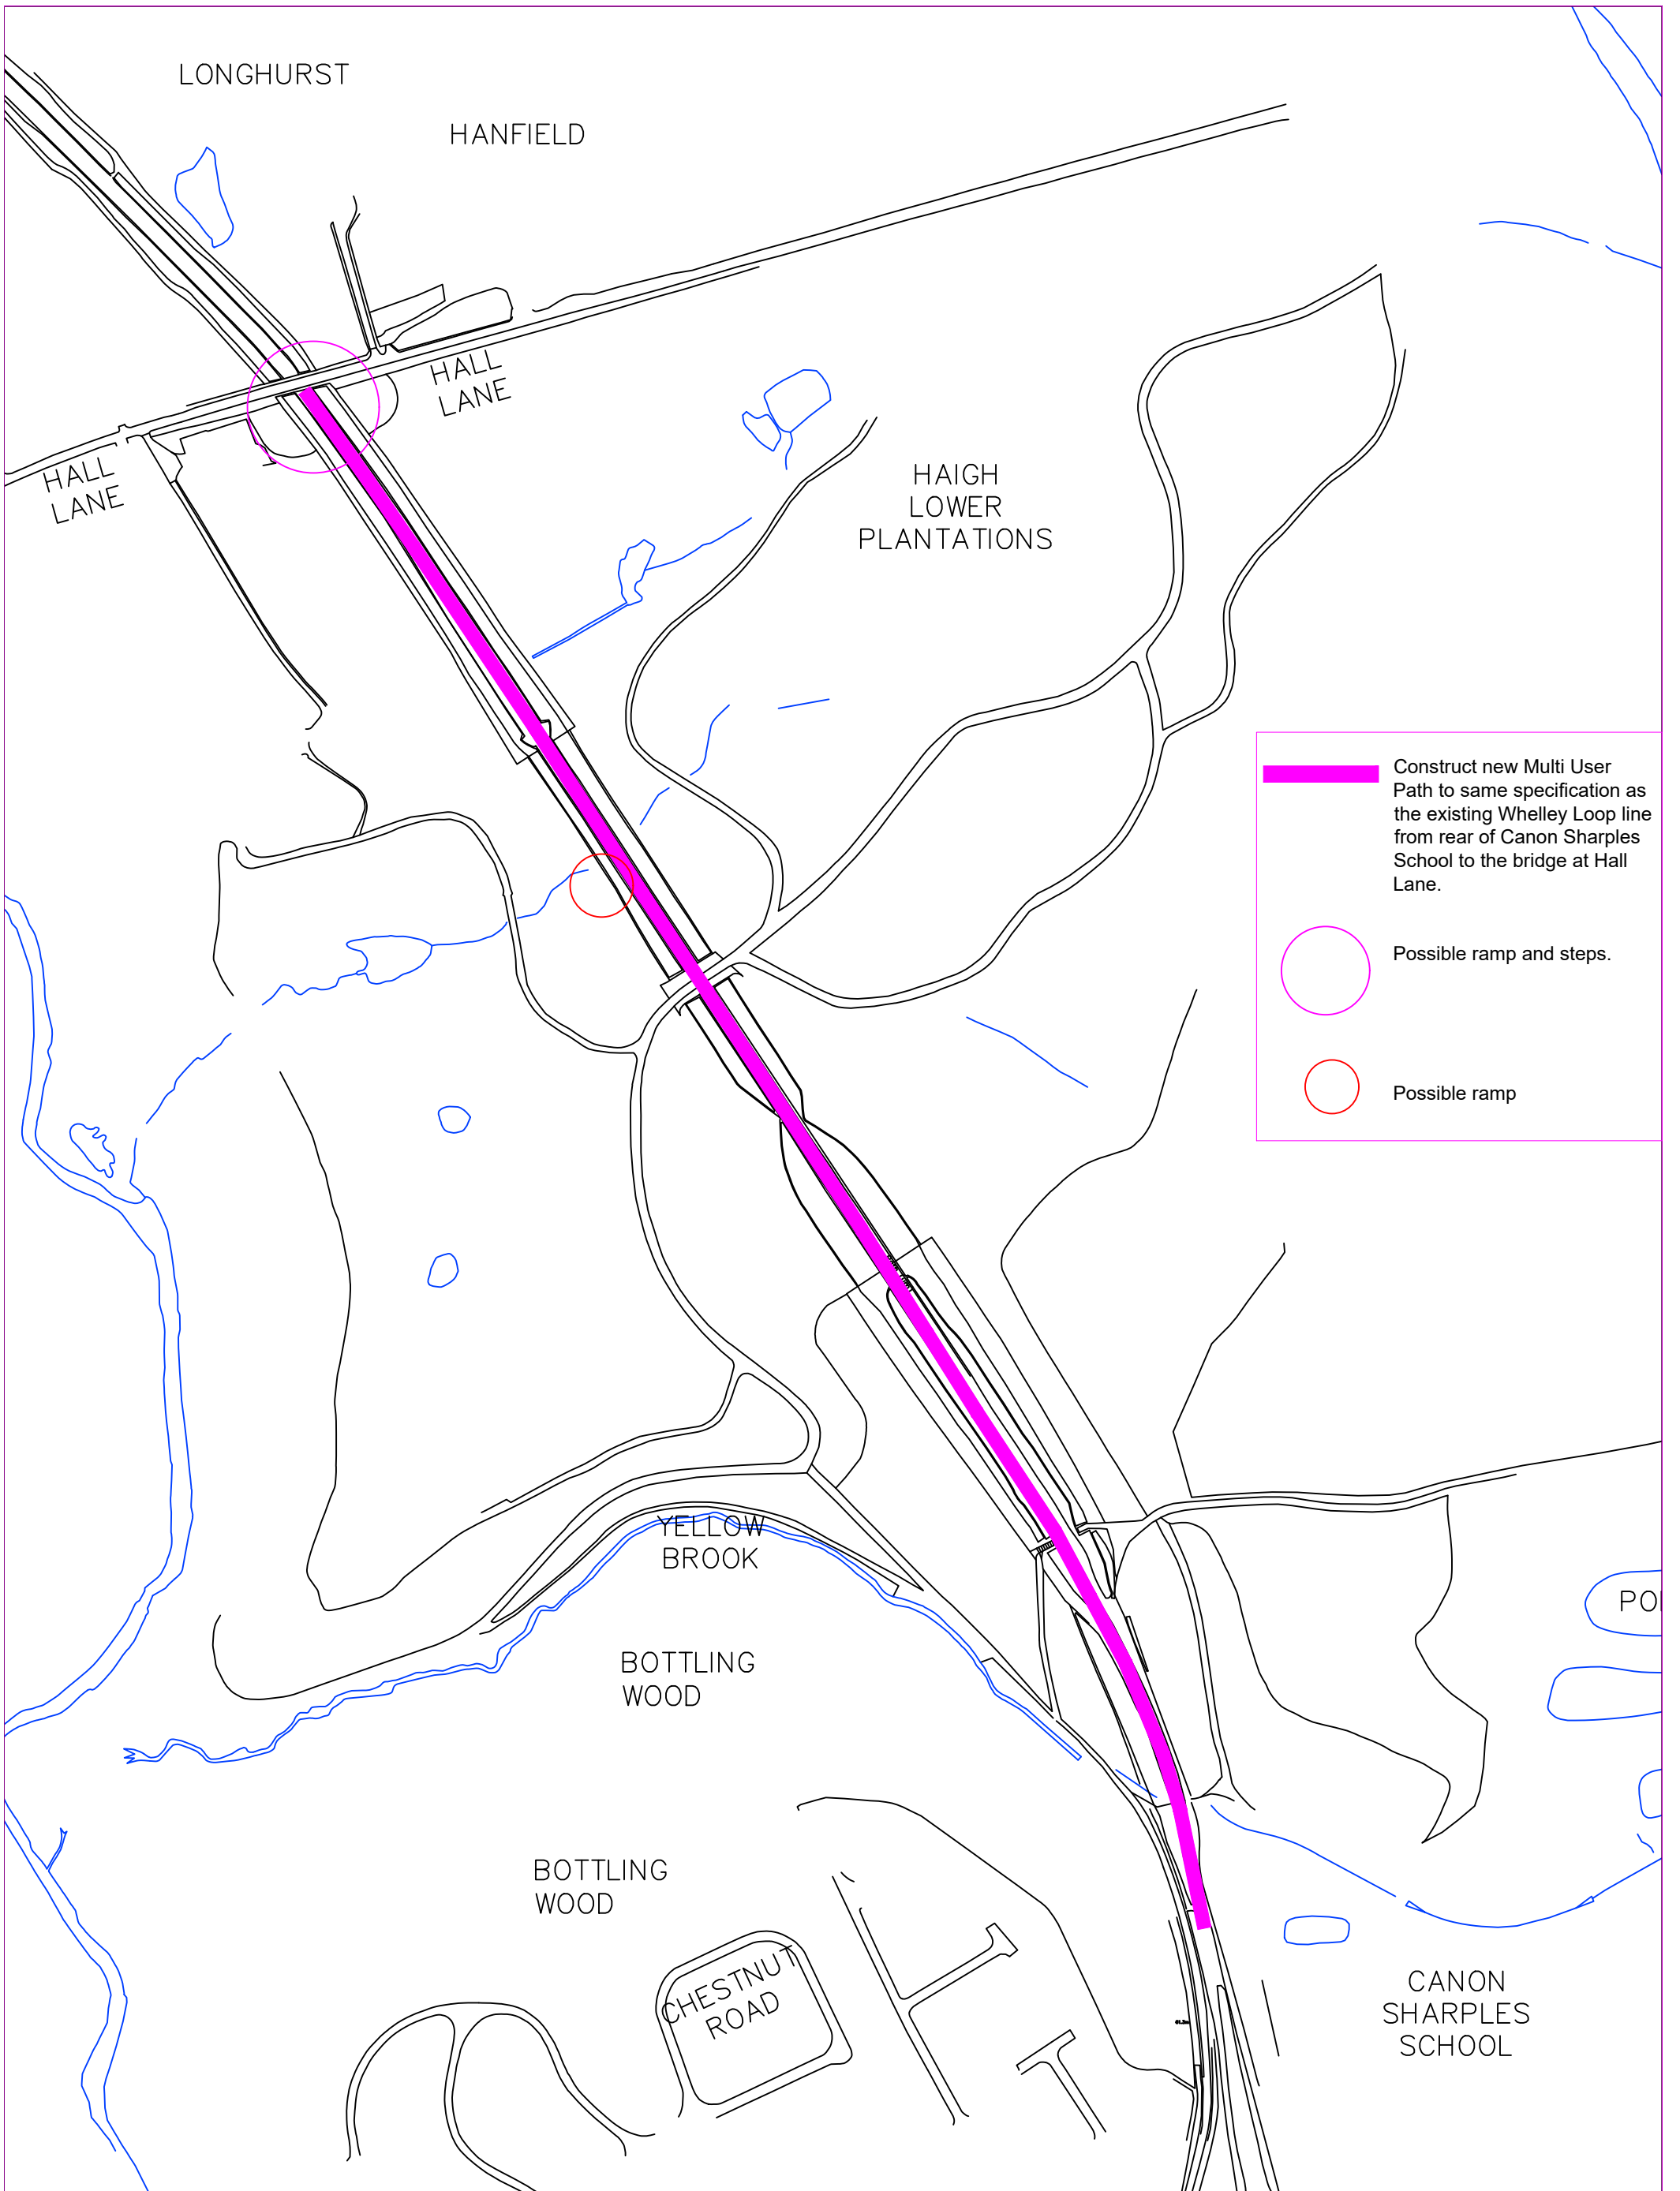 LONGHURST
HANFIELD
HALL
LANE
HALL
LANE
HAIGH
LOWER
PLANTATIONS
Construct new Multi User
Path to same specification as
the existing Whelley Loop line
from rear of Canon Sharples
School to the bridge at Hall
Lane.
Possible ramp and steps.
Possible ramp
YELLOW
BROOK
BOTTLING
WOOD
BOTTLING
WOOD
CHESTNUT
ROAD
CANON
SHARPLES
SCHOOL